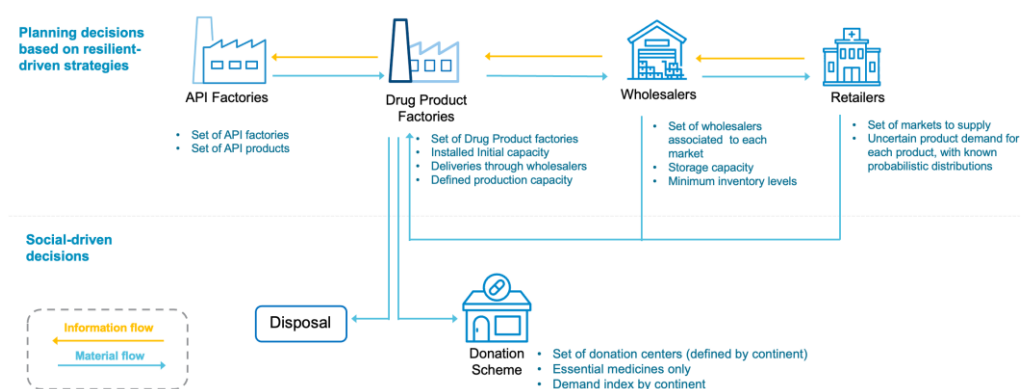 Planning decisions
based on resilient-
driven strategies
API Factories
Drug Product
Factories
Wholesalers
Retailers
• Set of API factories
• Set of API products
• Set of Drug Product factories
• Installed Initial capacity
• Deliveries through wholesalers
• Defined production capacity
• Set of wholesalers
associated to each
market
• Storage capacity
• Minimum inventory levels
• Set of markets to supply
• Uncertain product demand for
each product, with known
probabilistic distributions
Social-driven
decisions
Information flow
Material flow
Disposal
Donation
Scheme
• Set of donation centers (defined by continent)
• Essential medicines only
• Demand index by continent